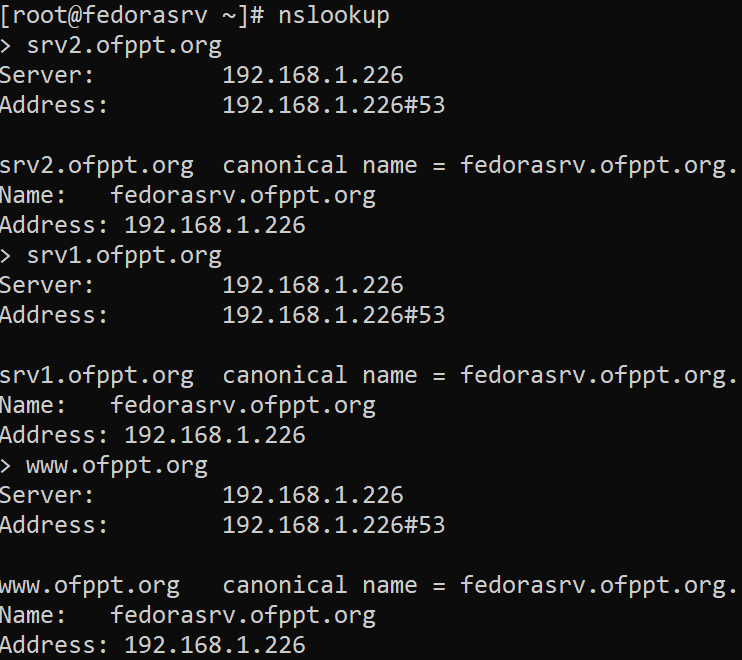 [root@fedorasrv ~]# nslookup
> srv2.ofppt.org
Server:         192.168.1.226
Address:        192.168.1.226#53

srv2.ofppt.org  canonical name = fedorasrv.ofppt.org.
Name:   fedorasrv.ofppt.org
Address: 192.168.1.226
> srv1.ofppt.org
Server:         192.168.1.226
Address:        192.168.1.226#53

srv1.ofppt.org  canonical name = fedorasrv.ofppt.org.
Name:   fedorasrv.ofppt.org
Address: 192.168.1.226
> www.ofppt.org
Server:         192.168.1.226
Address:        192.168.1.226#53

www.ofppt.org   canonical name = fedorasrv.ofppt.org.
Name:   fedorasrv.ofppt.org
Address: 192.168.1.226